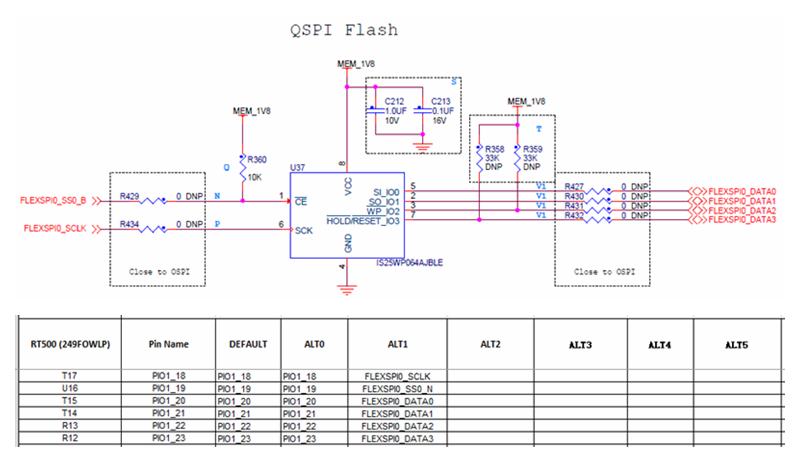 QSPI Flash
MEM_1V8
S
C212
1.0UF
10V
C213
0.1UF
16V
MEM_1V8
MEM_1V8
T
R358
33K
DNP
R359
33K
DNP
Q
R360
10K
U37
8
VCC
FLEXSPI0_SS0_B
R429
0 DNP
N
1
CE
SI_IO0
5
V1
R427
0 DNP
FLEXSPI0_DATA0
SO_IO1
2
V1
R430
0 DNP
FLEXSPI0_DATA1
WP_IO2
3
V1
R431
0 DNP
FLEXSPI0_DATA2
HOLD/RESET_IO3
7
V1
R432
0 DNP
FLEXSPI0_DATA3
FLEXSPI0_SCLK
R434
0 DNP
P
6
SCK
GND
4
IS25WP064AJBLE
Close to OSPI
Close to OSPI
RT500 (249FOWLP) Pin Name DEFAULT ALT0 ALT1 ALT2 ALT3 ALT4 ALT5
T17 PIO1_18 PIO1_18 PIO1_18 FLEXSPI0_SCLK
U16 PIO1_19 PIO1_19 PIO1_19 FLEXSPI0_SS0_N
T15 PIO1_20 PIO1_20 PIO1_20 FLEXSPI0_DATA0
T14 PIO1_21 PIO1_21 PIO1_21 FLEXSPI0_DATA1
R13 PIO1_22 PIO1_22 PIO1_22 FLEXSPI0_DATA2
R12 PIO1_23 PIO1_23 PIO1_23 FLEXSPI0_DATA3